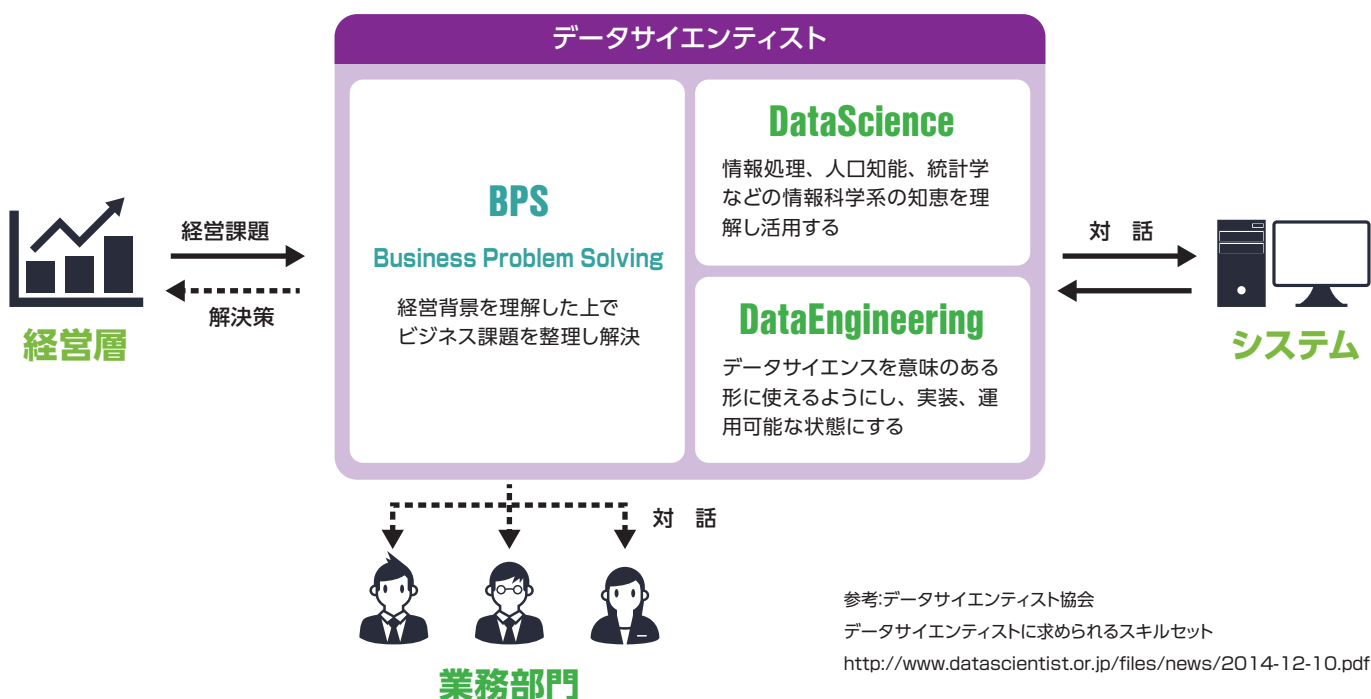 データサイエンティスト
経営課題
解決策
経営層
BPS
Business Problem Solving
経営背景を理解した上で
ビジネス課題を整理し解決
DataScience
情報処理、人口知能、統計学
などの情報科学系の知恵を理
解し活用する
DataEngineering
データサイエンスを意味のある
形に使えるようにし、実装、運
用可能な状態にする
対 話
システム
対 話
業務部門
参考:データサイエンティスト協会
データサイエンティストに求められるスキルセット
http://www.datascientist.or.jp/files/news/2014-12-10.pdf